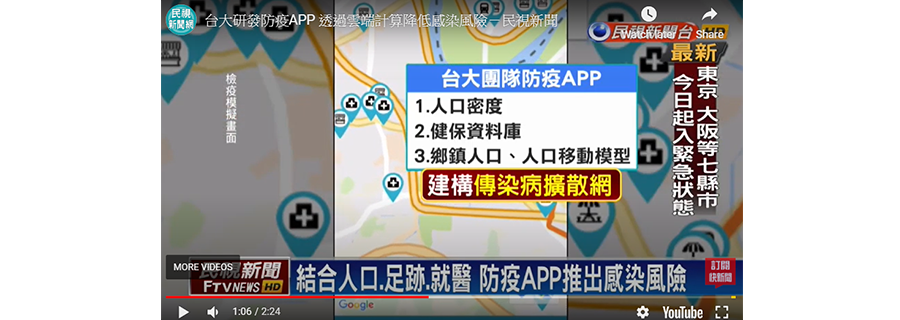 民視新聞網
台大研發防疫APP 透過雲端計算降低感染風險－民視新聞
民視新聞台 HD
Watch later
Share
最新
東京 大阪等七縣市
今日起入緊急狀態
檢疫模擬畫面
台大團隊防疫APP
1.人口密度
2.健保資料庫
3.鄉鎮人口、人口移動模型
建構傳染病擴散網
MORE VIDEOS
民視新聞
FTVNEWS HD
結合人口.足跡.就醫 防疫APP推出感染風險
訂閱
快新聞
Google
1:06 / 2:24
YouTube